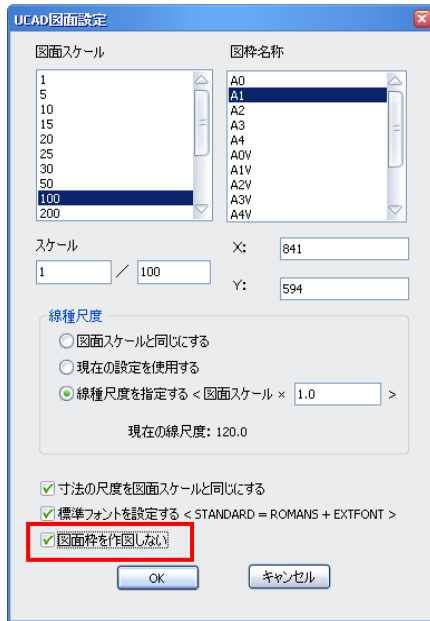 UCAD図面設定
図面スケール
図枠名称
1
5
10
15
20
25
30
50
100
200
A0
A1
A2
A3
A4
A0V
A1V
A2V
A3V
A4V
スケール
1 / 100
X: 841
Y: 594
線種尺度
図面スケールと同じにする
現在の設定を使用する
線種尺度を指定する < 図面スケール × 1.0 >
現在の線尺度: 120.0
寸法の尺度を図面スケールと同じにする
標準フォントを設定する < STANDARD = ROMANS + EXTFONT >
図面枠を作図しない
OK
キャンセル